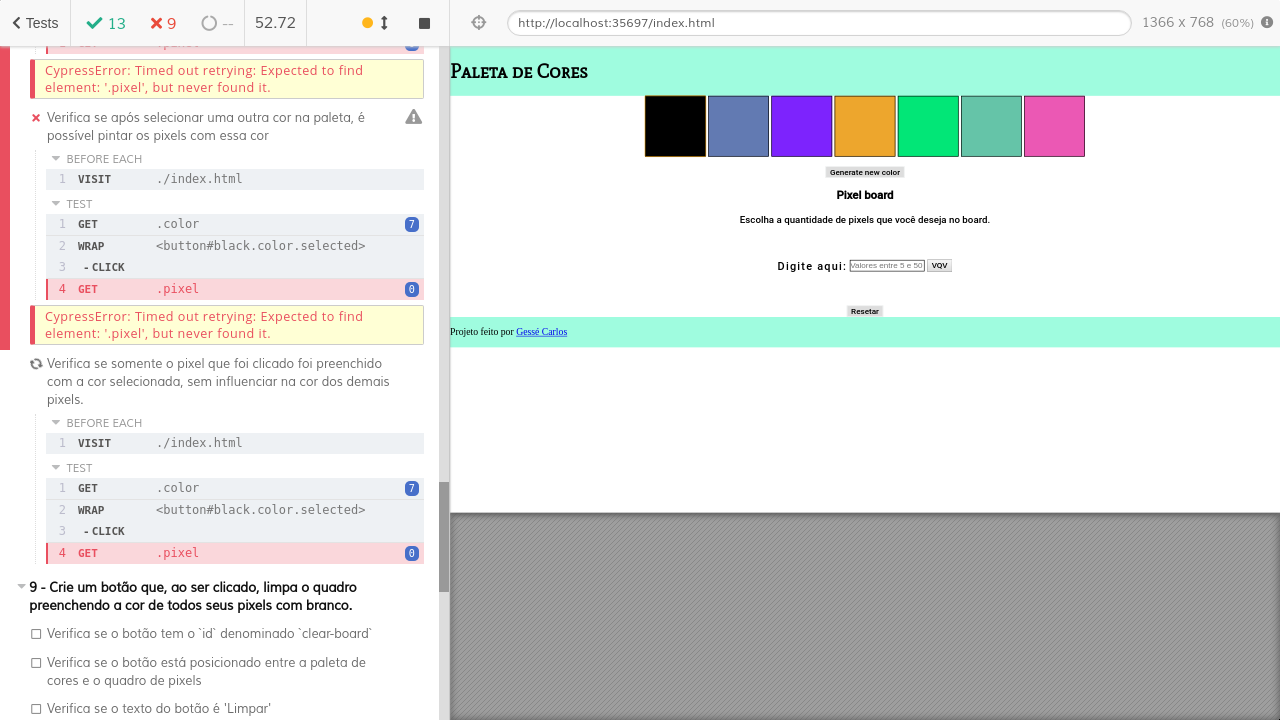 Tests
13
9
--
52.72
http://localhost:35697/index.html
1366 x 768 (60%)
CypressError: Timed out retrying: Expected to find
element: '.pixel', but never found it.
Verifica se após selecionar uma outra cor na paleta, é
possível pintar os pixels com essa cor
BEFORE EACH
1 VISIT ./index.html
TEST
1 GET .color 7
2 WRAP <button#black.color.selected>
3 -CLICK
4 GET .pixel 0
CypressError: Timed out retrying: Expected to find
element: '.pixel', but never found it.
Verifica se somente o pixel que foi clicado foi preenchido
com a cor selecionada, sem influenciar na cor dos demais
pixels.
BEFORE EACH
1 VISIT ./index.html
TEST
1 GET .color 7
2 WRAP <button#black.color.selected>
3 -CLICK
4 GET .pixel 0
9 - Crie um botão que, ao ser clicado, limpa o quadro
preenchendo a cor de todos seus pixels com branco.
Verifica se o botão tem o `id` denominado `clear-board`
Verifica se o botão está posicionado entre a paleta de
cores e o quadro de pixels
Verifica se o texto do botão é 'Limpar'
Paleta de Cores
Generate new color
Pixel board
Escolha a quantidade de pixels que você deseja no board.
Digite aqui: Valores entre 5 e 50 VQV
Resetar
Projeto feito por Gessé Carlos